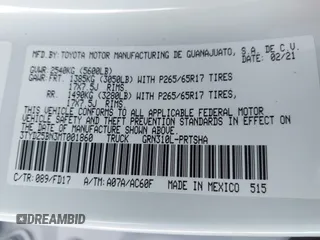 MFD.BY: TOYOTA MOTOR MANUFACTURING DE GUANAJUATO, S.A. DE C.V.
GVWR 2540KG (5600LB) 02/21
GAWR FRT. 1385KG (3050LB) WITH P265/65R17 TIRES
17X7.5J RIMS
RR. 1490KG (3280LB) WITH P265/65R17 TIRES
17X7.5J RIMS
THIS VEHICLE CONFORMS TO ALL APPLICABLE FEDERAL MOTOR
VEHICLE SAFETY AND THEFT PREVENTION STANDARDS IN EFFECT
ON THE DATE OF MANUFACTURE SHOWN ABOVE.
TRUCK GRN310L-PRTSHA
C/TR: 089/FD17 A/TM: A07A/AC60F MADE IN MEXICO 515
DEALER